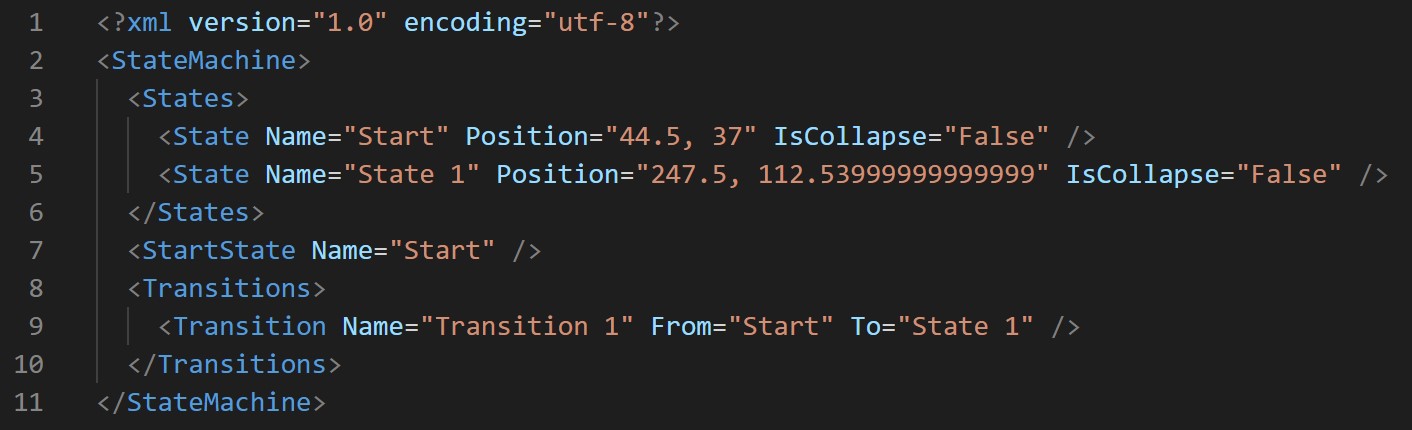 1 <?xml version="1.0" encoding="utf-8"?>
2 <StateMachine>
3 <States>
4 <State Name="Start" Position="44.5, 37" IsCollapse="False" />
5 <State Name="State 1" Position="247.5, 112.53999999999999" IsCollapse="False" />
6 </States>
7 <StartState Name="Start" />
8 <Transitions>
9 <Transition Name="Transition 1" From="Start" To="State 1" />
10 </Transitions>
11 </StateMachine>